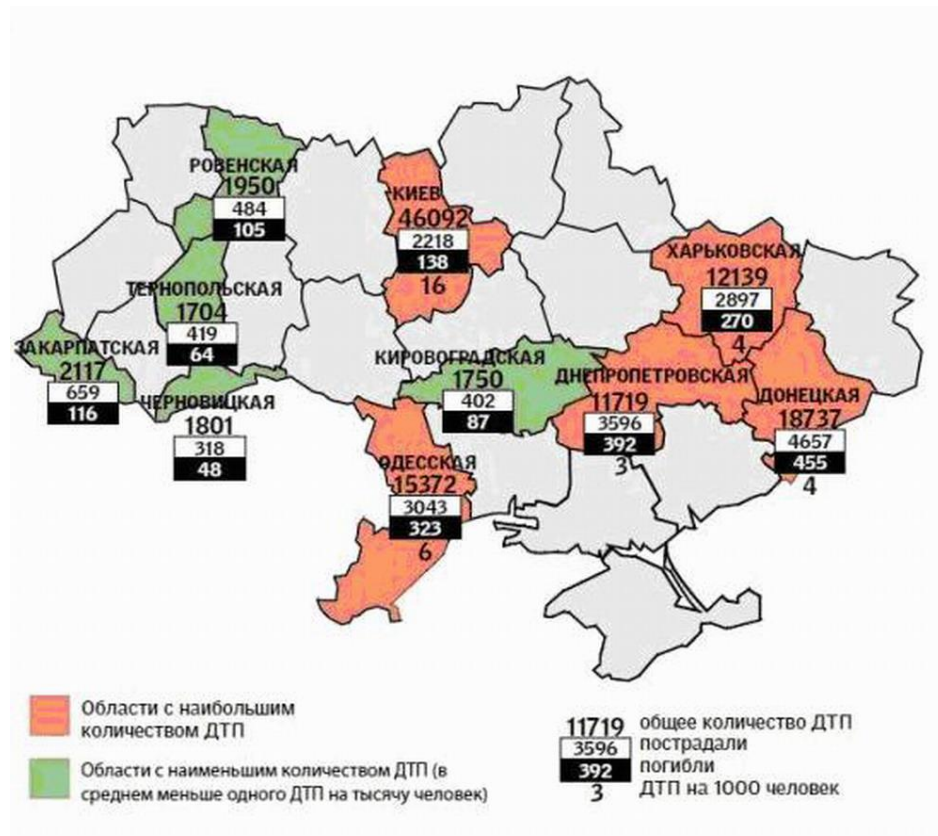 РОВЕНСКАЯ
1950
484
105
КИЕВ
46092
2218
138
16
ХАРЬКОВСКАЯ
12139
2897
270
4
ТЕРНОПОЛЬСКАЯ
1704
419
64
ЗАКАРПАТСКАЯ
2117
659
116
ЧЕРНОВИЦКАЯ
1801
318
48
КИРОВОГРАДСКАЯ
1750
402
87
ДНЕПРОПЕТРОВСКАЯ
11719
3596
392
3
ДОНЕЦКАЯ
18737
4657
455
4
ОДЕССКАЯ
15372
3043
323
6
Области с наибольшим
количеством ДТП
Области с наименьшим количеством ДТП (в
среднем меньше одного ДТП на тысячу человек)
11719 общее количество ДТП
3596 пострадали
392 погибли
3 ДТП на 1000 человек